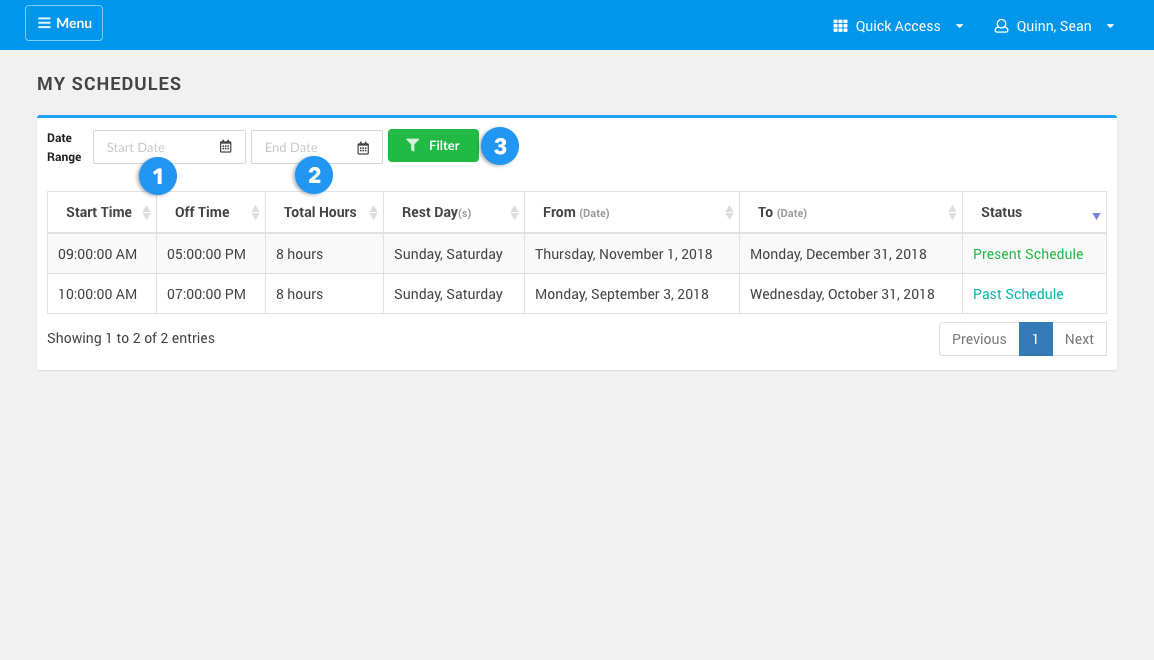 Menu
Quick Access
Quinn, Sean
MY SCHEDULES
Date Range
Start Date
End Date
Filter
1
2
3
Start Time Off Time Total Hours Rest Day(s) From (Date) To (Date) Status
09:00:00 AM 05:00:00 PM 8 hours Sunday, Saturday Thursday, November 1, 2018 Monday, December 31, 2018 Present Schedule
10:00:00 AM 07:00:00 PM 8 hours Sunday, Saturday Monday, September 3, 2018 Wednesday, October 31, 2018 Past Schedule
Showing 1 to 2 of 2 entries
Previous 1 Next